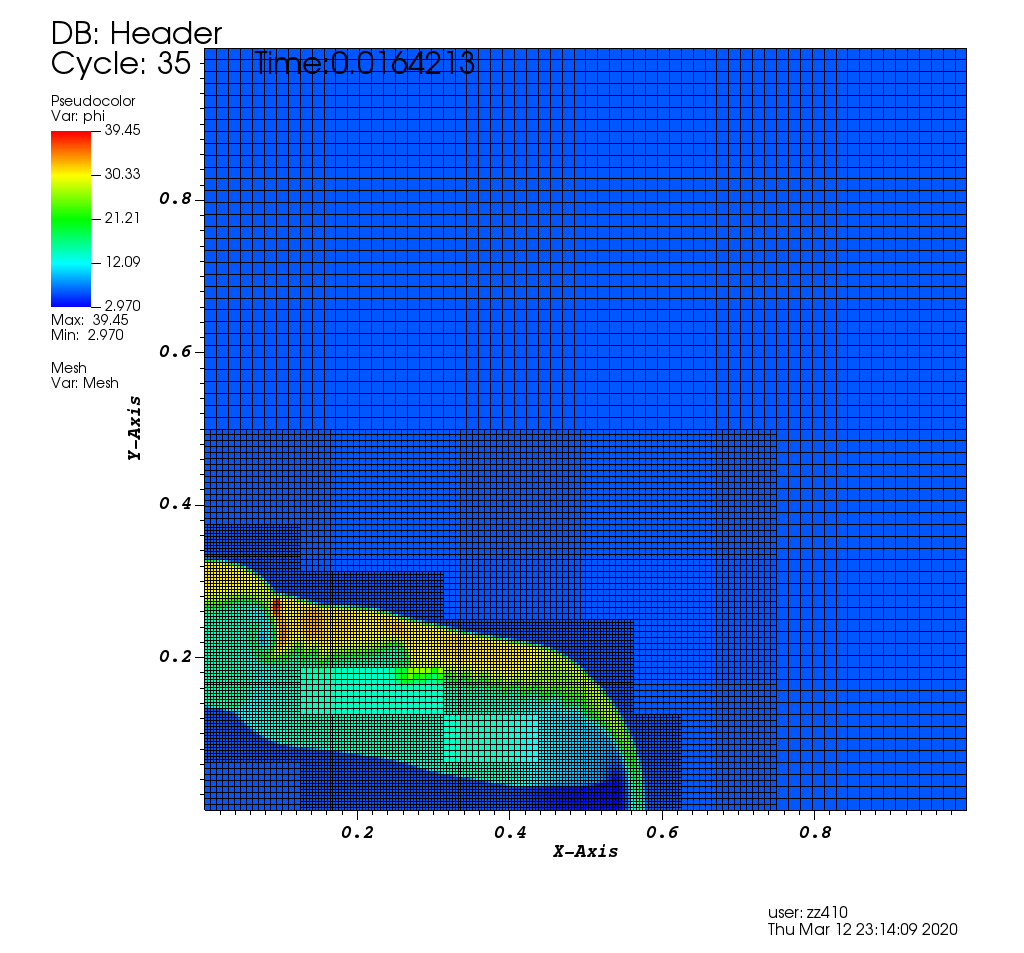 DB: Header
Cycle: 35 Time:0.0164213
Pseudocolor
Var: phi
39.45
30.33
21.21
12.09
2.970
Max: 39.45
Min: 2.970
Mesh
Var: Mesh
Y-Axis
0.8
0.6
0.4
0.2
0.2 0.4 0.6 0.8
X-Axis
user: zz410
Thu Mar 12 23:14:09 2020